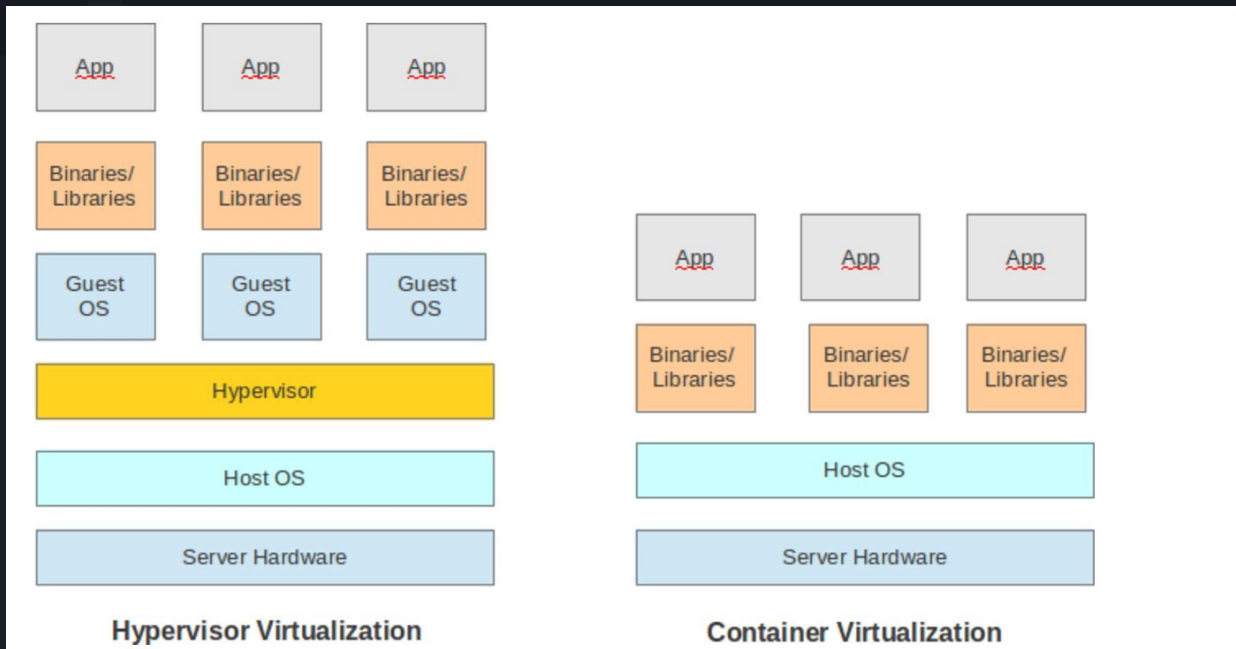 App App App
Binaries/ Binaries/ Binaries/
Libraries Libraries Libraries
Guest Guest Guest
OS OS OS
Hypervisor
Host OS
Server Hardware
Hypervisor Virtualization
App App App
Binaries/ Binaries/ Binaries/
Libraries Libraries Libraries
Host OS
Server Hardware
Container Virtualization